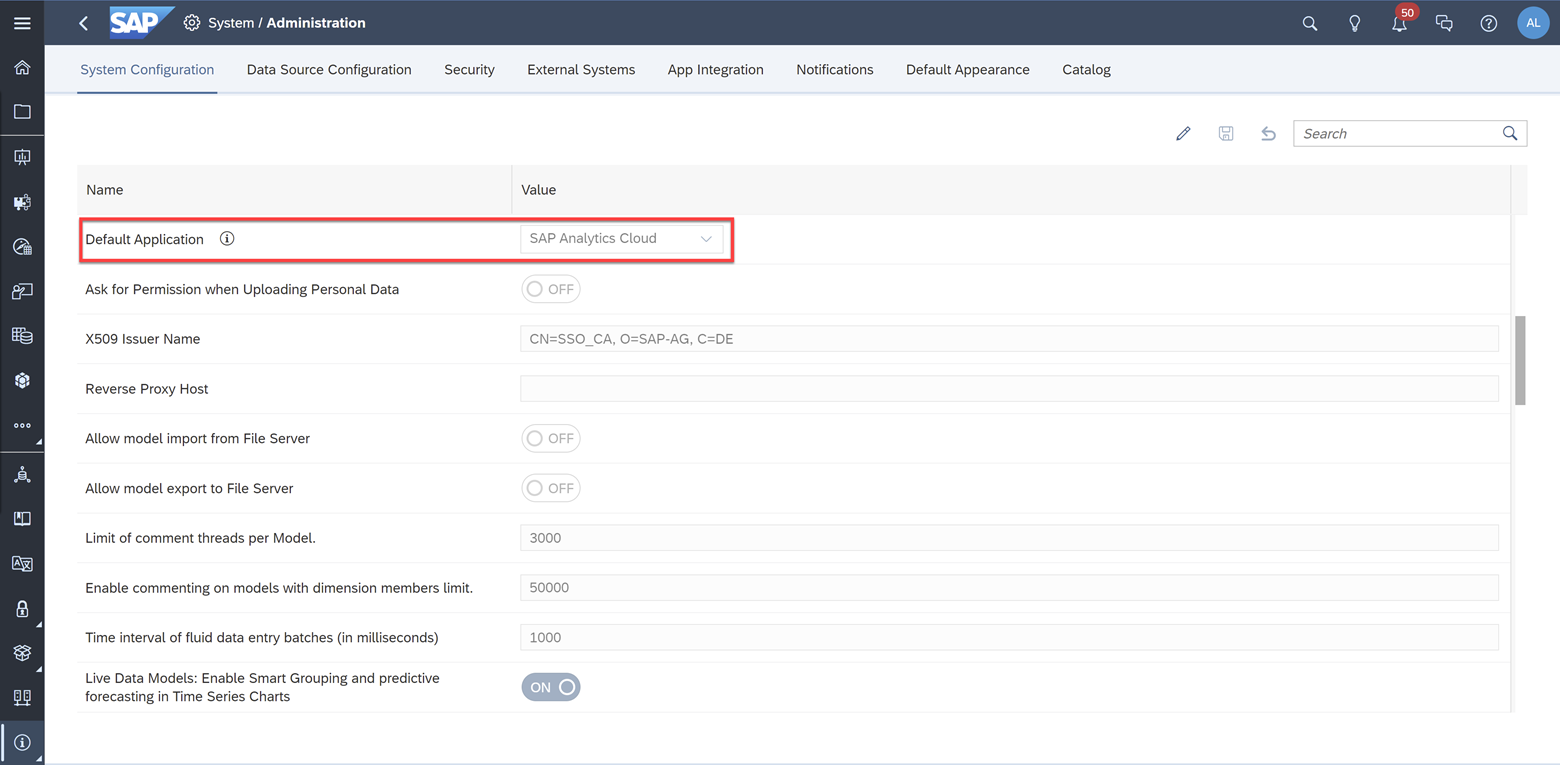 SAP System / Administration 50 AL
System Configuration Data Source Configuration Security External Systems App Integration Notifications Default Appearance Catalog
Search
Name Value
Default Application SAP Analytics Cloud
Ask for Permission when Uploading Personal Data OFF
X509 Issuer Name CN=SSO_CA, O=SAP-AG, C=DE
Reverse Proxy Host
Allow model import from File Server OFF
Allow model export to File Server OFF
Limit of comment threads per Model. 3000
Enable commenting on models with dimension members limit. 50000
Time interval of fluid data entry batches (in milliseconds) 1000
Live Data Models: Enable Smart Grouping and predictive
forecasting in Time Series Charts ON